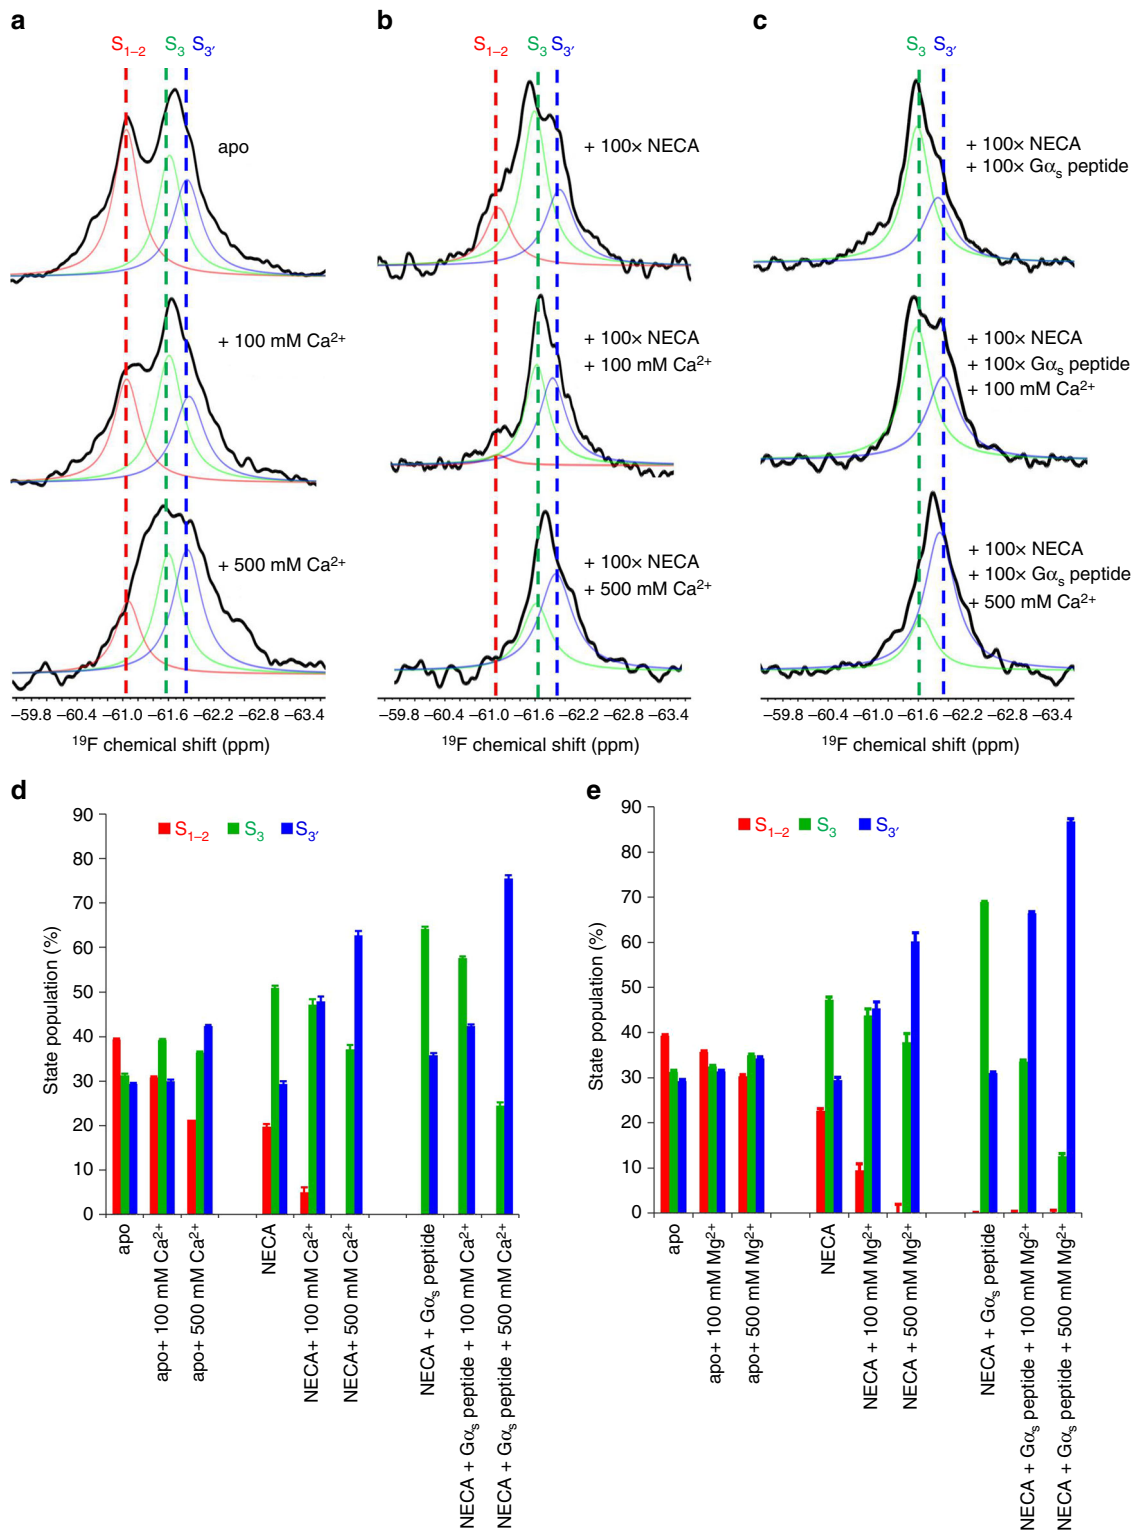 a
b
c
S1–2 S3 S3′
S1–2 S3 S3′
S3 S3′
apo
+ 100 mM Ca2+
+ 500 mM Ca2+
+ 100× NECA
+ 100× NECA
+ 100 mM Ca2+
+ 100× NECA
+ 500 mM Ca2+
+ 100× NECA
+ 100× Gαs peptide
+ 100× NECA
+ 100× Gαs peptide
+ 100 mM Ca2+
+ 100× NECA
+ 100× Gαs peptide
+ 500 mM Ca2+
–59.8 –60.4 –61.0 –61.6 –62.2 –62.8 –63.4
19F chemical shift (ppm)
–59.8 –60.4 –61.0 –61.6 –62.2 –62.8 –63.4
19F chemical shift (ppm)
–59.8 –60.4 –61.0 –61.6 –62.2 –62.8 –63.4
19F chemical shift (ppm)
d
S1–2 S3 S3′
State population (%)
90
80
70
60
50
40
30
20
10
0
apo
apo+ 100 mM Ca2+
apo+ 500 mM Ca2+
NECA
NECA+ 100 mM Ca2+
NECA+ 500 mM Ca2+
NECA + Gαs peptide
NECA + Gαs peptide + 100 mM Ca2+
NECA + Gαs peptide + 500 mM Ca2+
e
S1–2 S3 S3′
State population (%)
90
80
70
60
50
40
30
20
10
0
apo
apo+ 100 mM Mg2+
apo+ 500 mM Mg2+
NECA
NECA + 100 mM Mg2+
NECA + 500 mM Mg2+
NECA + Gαs peptide
NECA + Gαs peptide + 100 mM Mg2+
NECA + Gαs peptide + 500 mM Mg2+